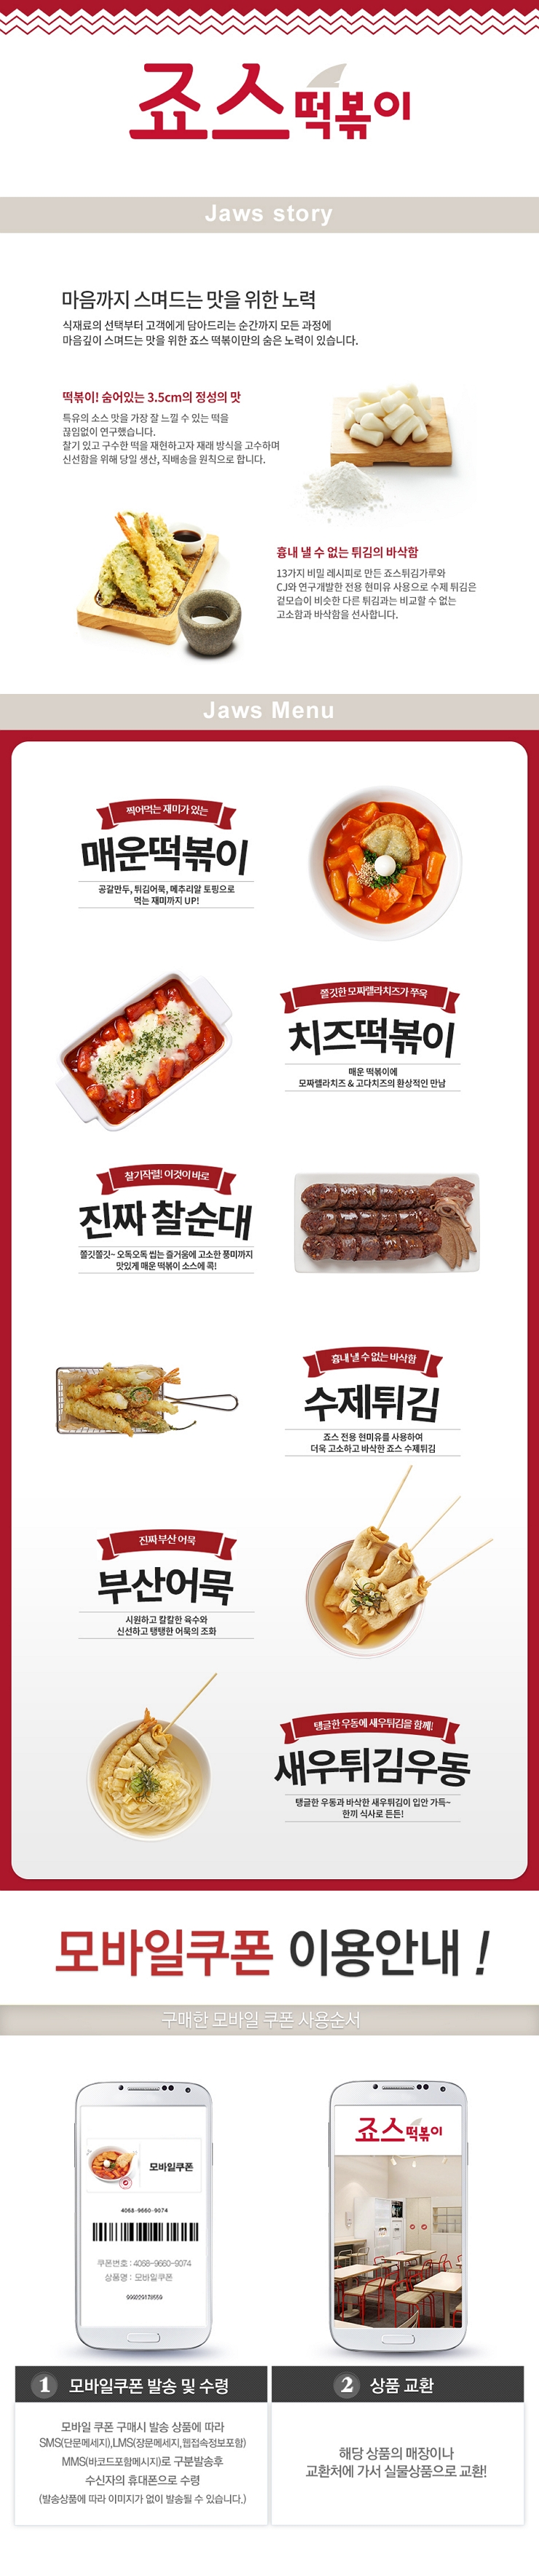 죠스떡볶이
Jaws story
마음까지 스며드는 맛을 위한 노력
식재료의 선택부터 고객에게 담아드리는 순간까지 모든 과정에
마음깊이 스며드는 맛을 위한 죠스 떡볶이만의 숨은 노력이 있습니다.
떡볶이! 숨어있는 3.5cm의 정성의 맛
특유의 소스 맛을 가장 잘 느낄 수 있는 떡을
끊임없이 연구했습니다.
찰기 있고 구수한 떡을 재현하고자 재래 방식을 고수하며
신선함을 위해 당일 생산, 직배송을 원칙으로 합니다.
흉내 낼 수 없는 튀김의 바삭함
13가지 비밀 레시피로 만든 죠스튀김가루와
CJ와 연구개발한 전용 현미유 사용으로 수제 튀김은
겉모습이 비슷한 다른 튀김과는 비교할 수 없는
고소함과 바삭함을 선사합니다.
Jaws Menu
찍어먹는 재미가 있는
매운떡볶이
공갈만두, 튀김어묵, 메추리알 토핑으로
먹는 재미까지 UP!
쫄깃한 모짜렐라치즈가 쭈욱
치즈떡볶이
매운 떡볶이에
모짜렐라치즈 & 고다치즈의 환상적인 만남
찰기작렬! 이것이 바로
진짜 찰순대
쫄깃쫄깃~ 오독오독 씹는 즐거움에 고소한 풍미까지
맛있게 매운 떡볶이 소스에 콕!
흉내 낼 수 없는 바삭함
수제튀김
죠스 전용 현미유를 사용하여
더욱 고소하고 바삭한 죠스 수제튀김
진짜 부산 어묵
부산어묵
시원하고 칼칼한 육수와
신선하고 탱탱한 어묵의 조화
탱글한 우동에 새우튀김을 함께!
새우튀김우동
탱글한 우동과 바삭한 새우튀김이 입안 가득~
한끼 식사로 든든!
모바일쿠폰 이용안내 !
구매한 모바일 쿠폰 사용순서
모바일쿠폰
4068-9660-9074
쿠폰번호 : 4068-9660-9074
상품명 : 모바일쿠폰
999229179559
죠스떡볶이
1 모바일쿠폰 발송 및 수령
모바일 쿠폰 구매시 발송 상품에 따라
SMS(단문메세지),LMS(장문메세지,웹접속정보포함)
MMS(바코드포함메시지)로 구분발송후
수신자의 휴대폰으로 수령
(발송상품에 따라 이미지가 없이 발송될 수 있습니다.)
2 상품 교환
해당 상품의 매장이나
교환처에 가서 실물상품으로 교환!